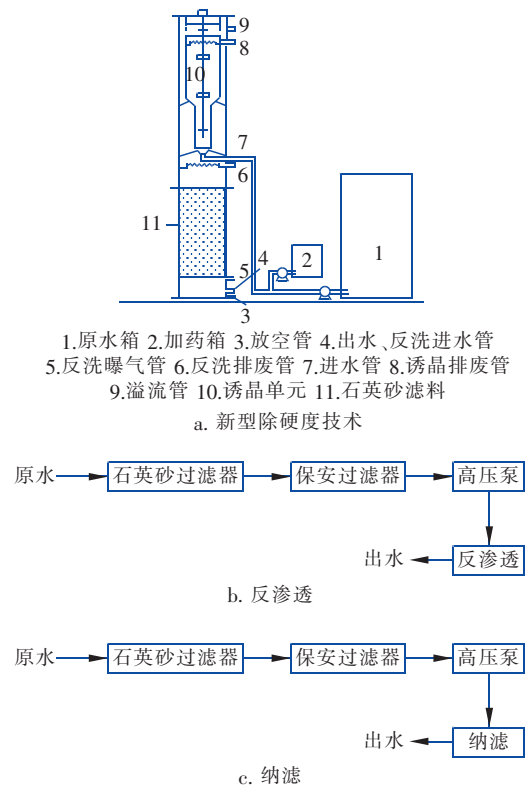 9
8
10
7
6
11
5
4
3
2
1
1.原水箱 2.加药箱 3.放空管 4.出水、反洗进水管
5.反洗曝气管 6.反洗排废管 7.进水管 8.诱晶排废管
9.溢流管 10.诱晶单元 11.石英砂滤料
a. 新型除硬度技术
原水 石英砂过滤器 保安过滤器 高压泵
出水 反渗透
b. 反渗透
原水 石英砂过滤器 保安过滤器 高压泵
出水 纳滤
c. 纳滤